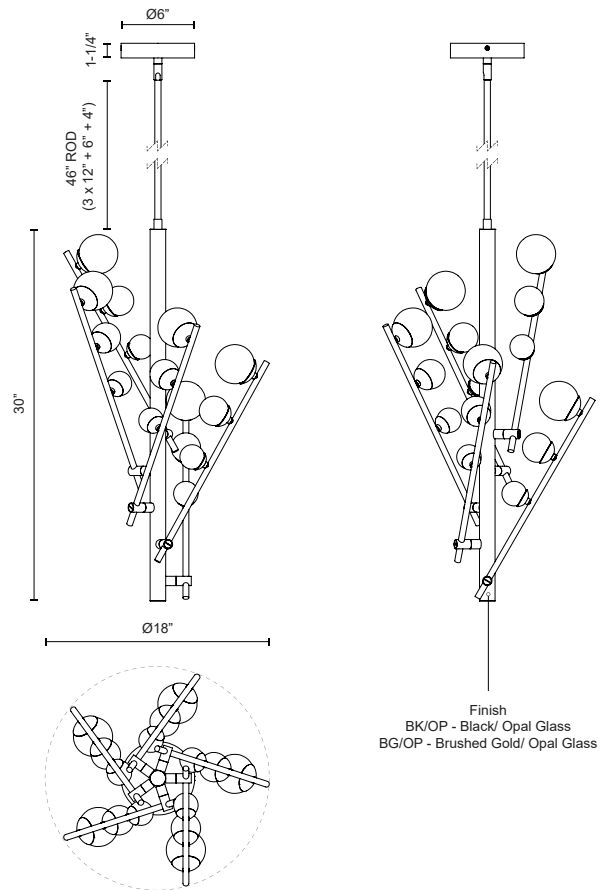 Ø6”
1-1/4”
46” ROD
(3 x 12” + 6” + 4”)
30”
Ø18”
Finish
BK/OP - Black/ Opal Glass
BG/OP - Brushed Gold/ Opal Glass